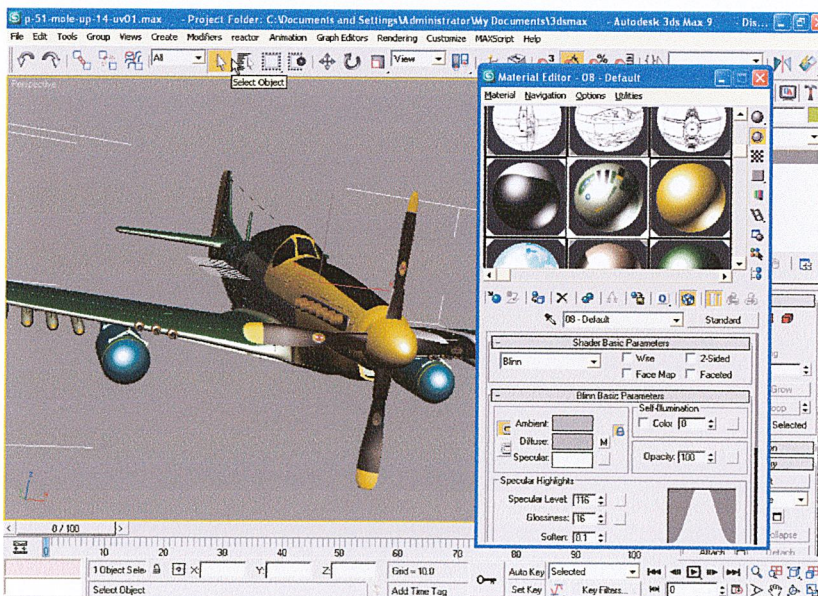 p-51-mole-up-14-uv01.max - Project Folder: C:\Documents and Settings\Administrator\My Documents\3dsmax - Autodesk 3ds Max 9 - Dis...
File Edit Tools Group Views Create Modifiers reactor Animation Graph Editors Rendering Customize MAXScript Help
All
View
Select Object
Perspective
Material Editor - 08 - Default
Material Navigation Options Utilities
08 - Default
Standard
Shader Basic Parameters
Blinn
Wire
2-Sided
Face Map
Faceted
Blinn Basic Parameters
Self-Illumination
Ambient:
Color 0
Diffuse:
M
Specular:
Opacity: 100
Specular Highlights
Specular Level: 116
Glossiness: 16
Soften: 0.1
Grow
Selected
0 / 100
0 10 20 30 40 50 60 70 80 90 100
1 Object Sele
X:
Y:
Z:
Grid = 10.0
Auto Key
Selected
Select Object
Add Time Tag
Set Key
Key Filters...
0
Detach